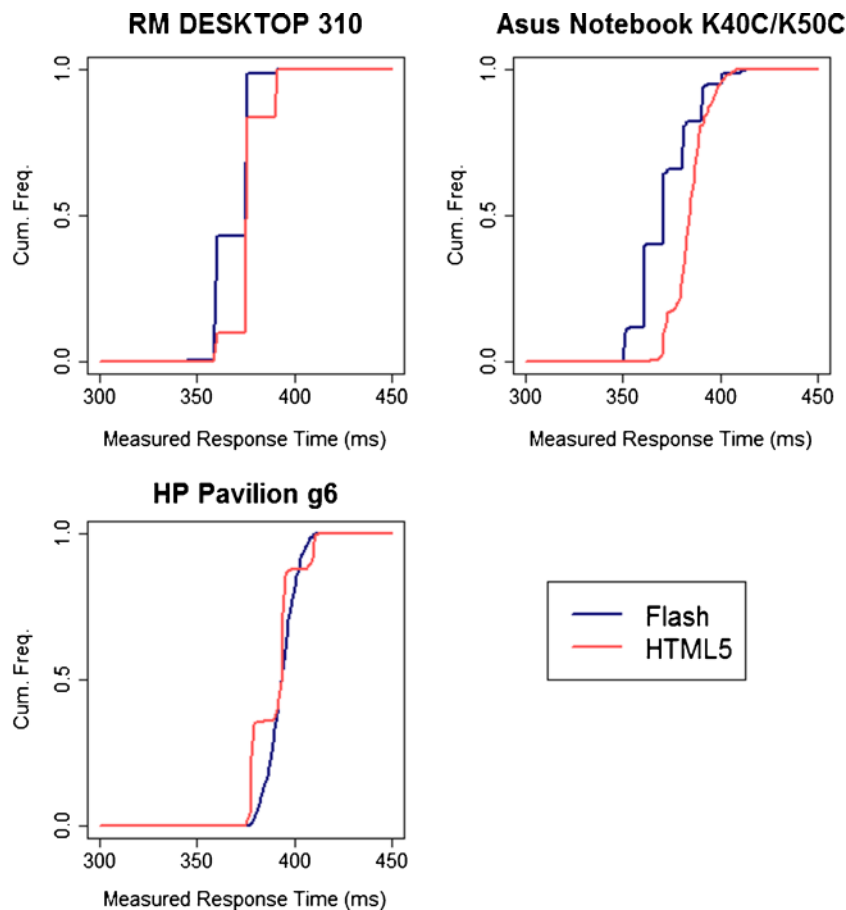 RM DESKTOP 310
Cum. Freq.
1.0
0.5
0.0
300 350 400 450
Measured Response Time (ms)
Asus Notebook K40C/K50C
Cum. Freq.
1.0
0.5
0.0
300 350 400 450
Measured Response Time (ms)
HP Pavilion g6
Cum. Freq.
1.0
0.5
0.0
300 350 400 450
Measured Response Time (ms)
Flash
HTML5